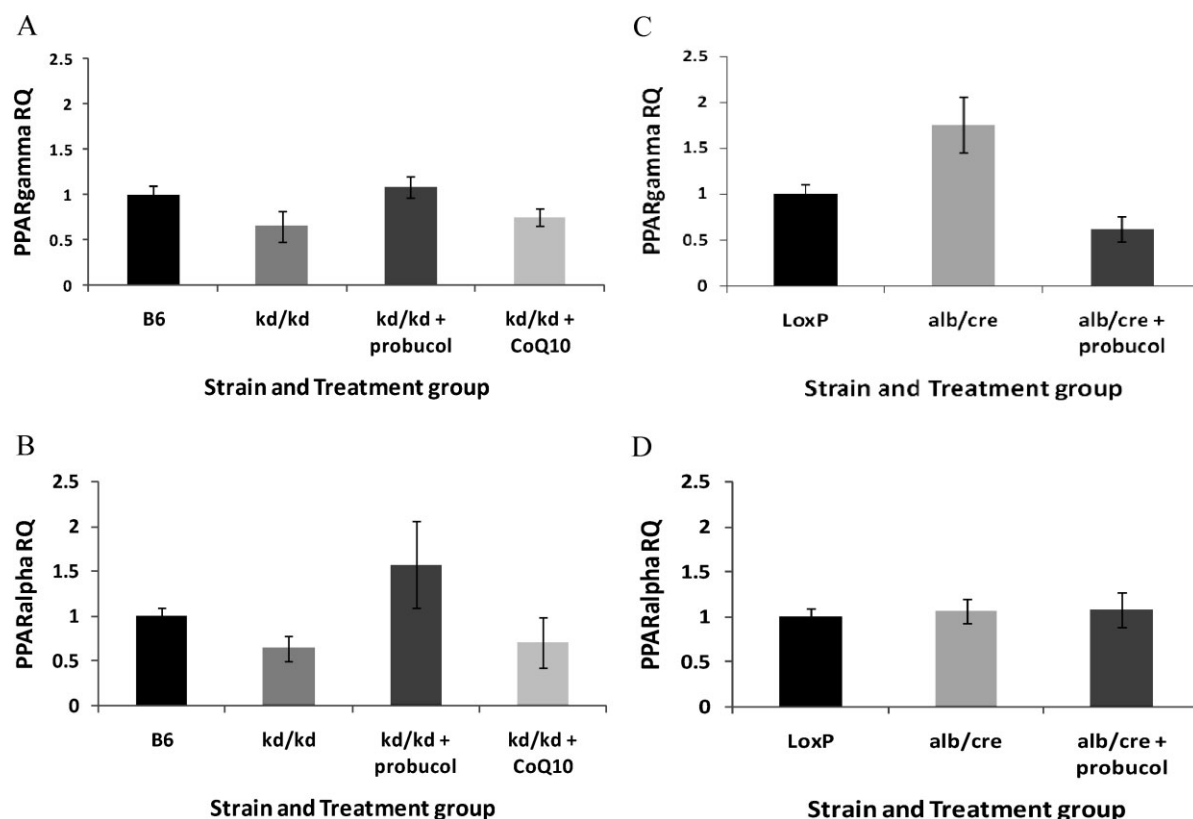 A
PPARgamma RQ
2.5
2
1.5
1
0.5
0
B6
kd/kd
kd/kd +
probucol
kd/kd +
CoQ10
Strain and Treatment group
B
PPARalpha RQ
2.5
2
1.5
1
0.5
0
B6
kd/kd
kd/kd +
probucol
kd/kd +
CoQ10
Strain and Treatment group
C
PPARgamma RQ
2.5
2
1.5
1
0.5
0
LoxP
alb/cre
alb/cre +
probucol
Strain and Treatment group
D
PPARalpha RQ
2.5
2
1.5
1
0.5
0
LoxP
alb/cre
alb/cre +
probucol
Strain and Treatment group